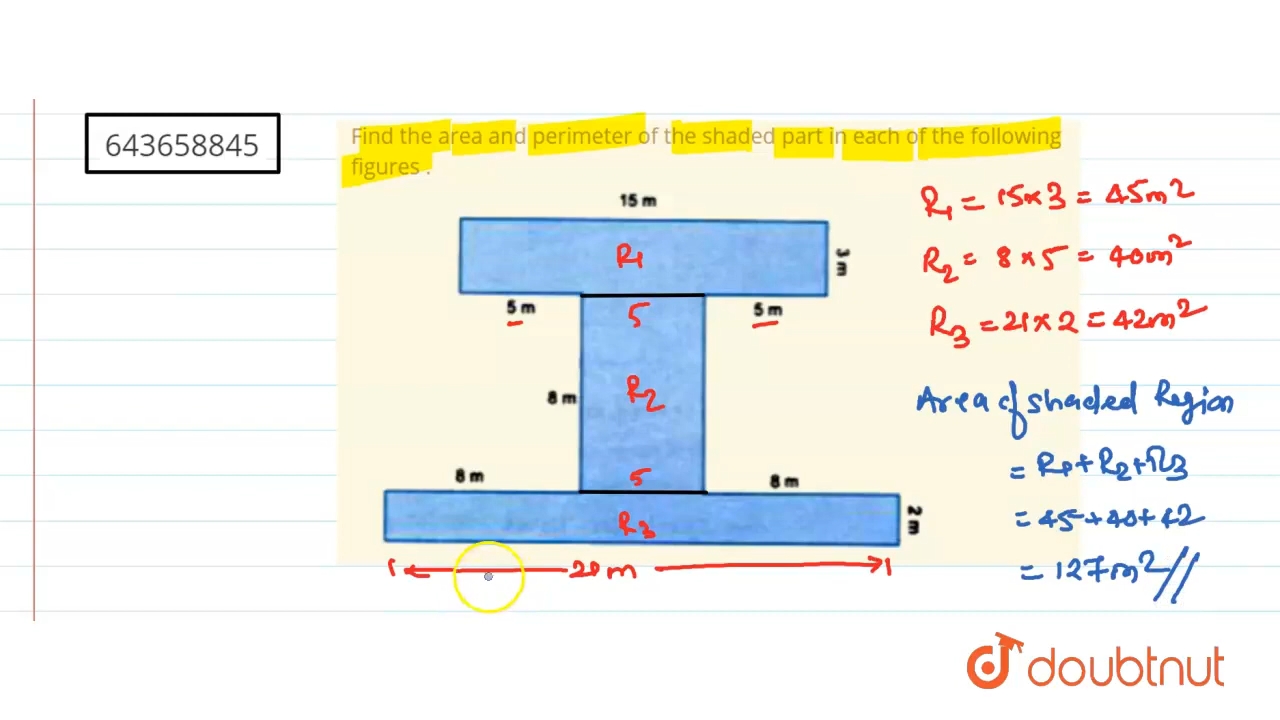 643658845
Find the area and perimeter of the shaded part in each of the following
figures .
15 m
R1
3 m
5 m
5
5 m
8 m
R2
8 m
5
8 m
R3
2 m
20 m
R1 = 15 × 3 = 45m²
R2 = 8 × 5 = 40m²
R3 = 21 × 2 = 42m²
Area of shaded Region
= R1 + R2 + R3
= 45 + 40 + 42
= 127m² //
doubtnut